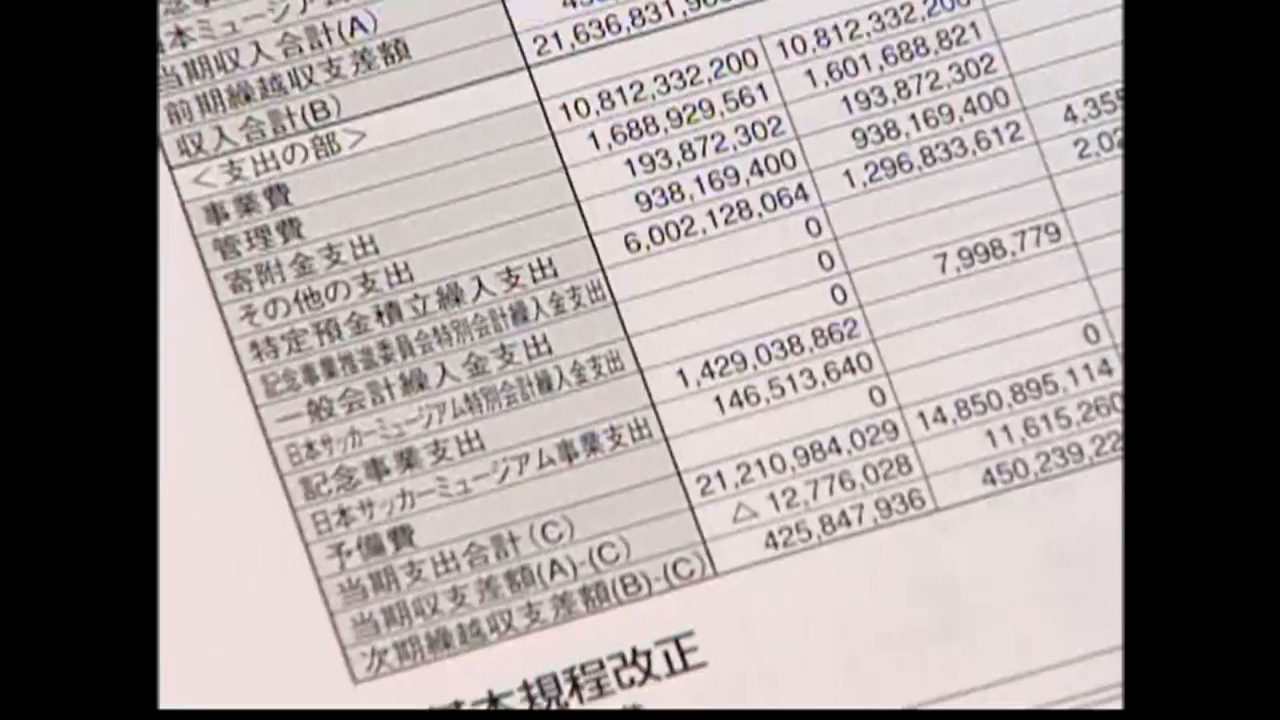 本ミュージアム
当期収入合計(A)
前期繰越収支差額
収入合計(B) 21,636,831,96
<支出の部>
事業費 10,812,332,200 10,812,332,200
管理費 1,688,929,561 1,601,688,821
寄附金支出 193,872,302 193,872,302
その他の支出 938,169,400 938,169,400
特定預金積立繰入支出 6,002,128,064 1,296,833,612 4,355
記念事業推進委員会特別会計繰入金支出 0 2,02
一般会計繰入金支出 0
日本サッカーミュージアム特別会計繰入金支出 0 7,998,779
記念事業支出 1,429,038,862
日本サッカーミュージアム事業支出 146,513,640
予備費 0 0
当期支出合計(C) 21,210,984,029 14,850,895,114
当期収支差額(A)-(C) △ 12,776,028 11,615,260
次期繰越収支差額(B)-(C) 425,847,936 450,239,22
基本規程改正